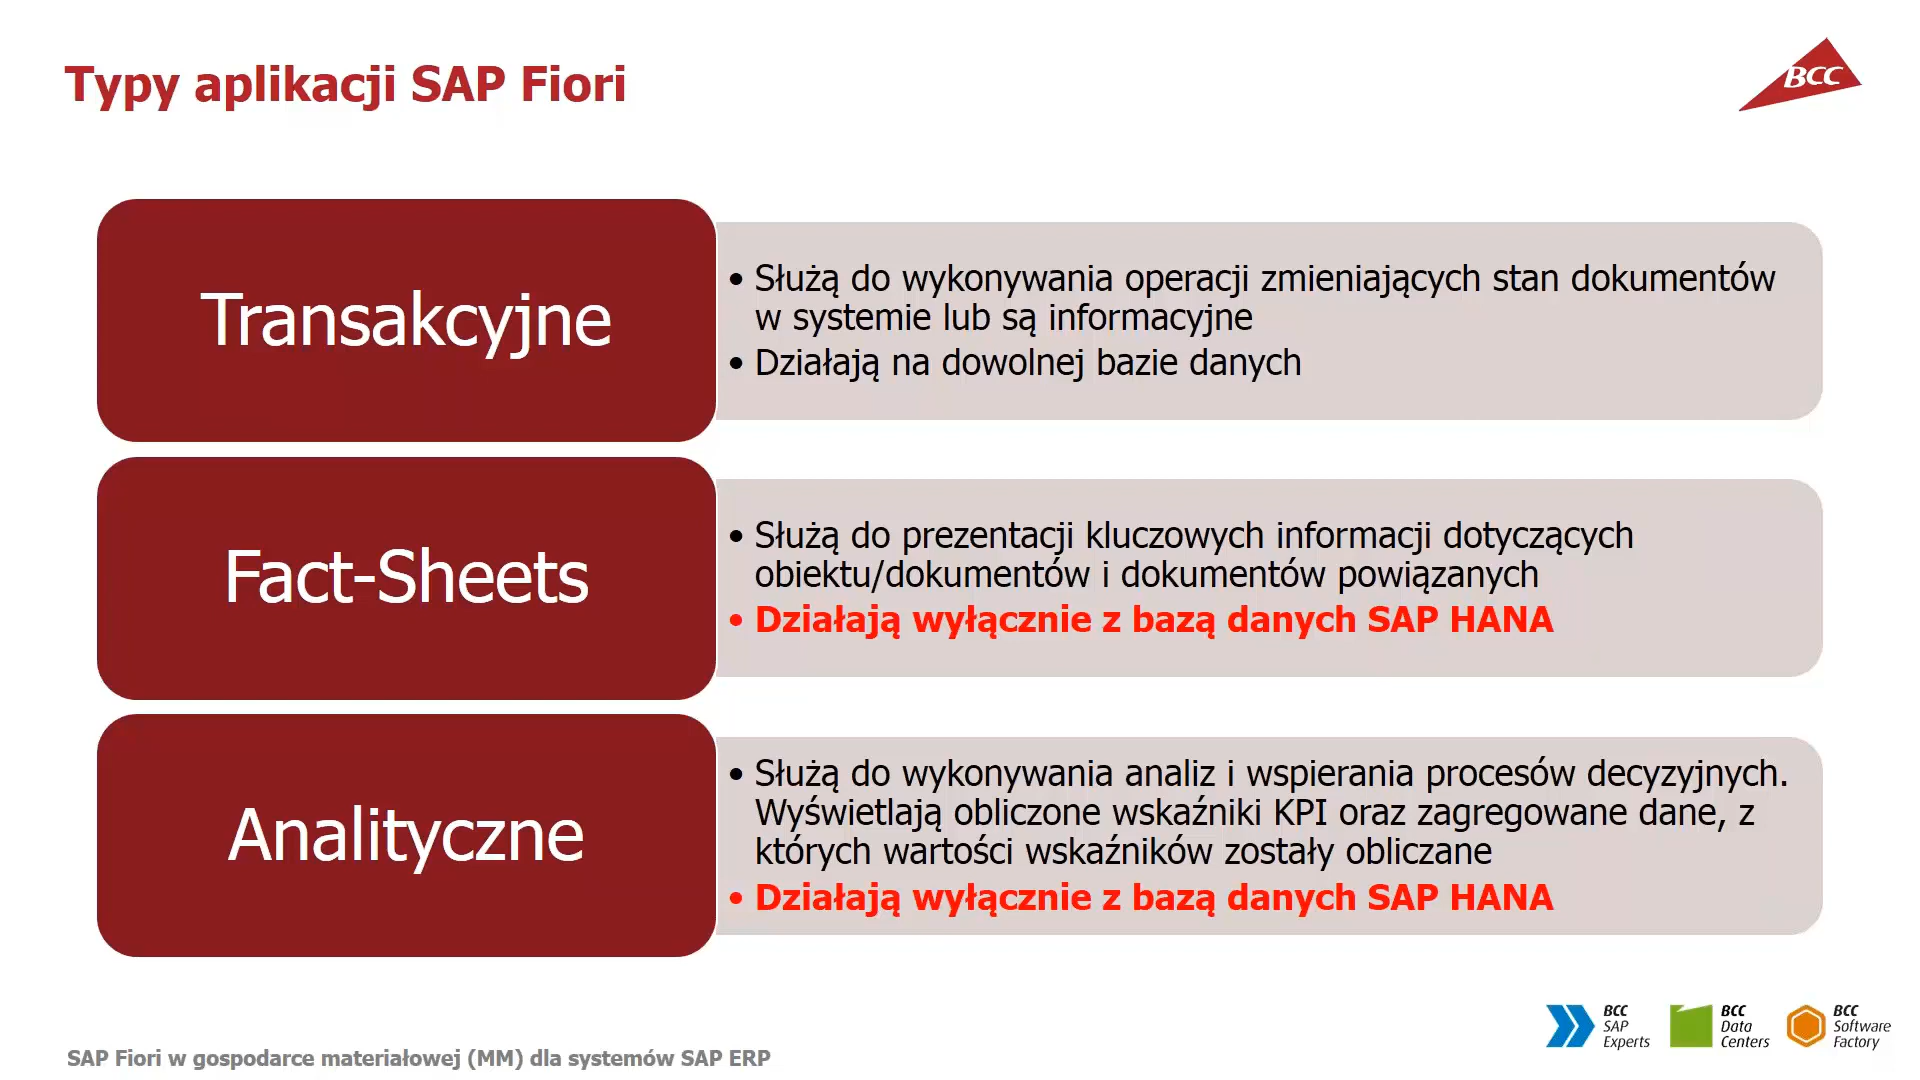 Typy aplikacji SAP Fiori
BCC
Transakcyjne
• Służą do wykonywania operacji zmieniających stan dokumentów
w systemie lub są informacyjne
• Działają na dowolnej bazie danych
Fact-Sheets
• Służą do prezentacji kluczowych informacji dotyczących
obiektu/dokumentów i dokumentów powiązanych
• Działają wyłącznie z bazą danych SAP HANA
Analityczne
• Służą do wykonywania analiz i wspierania procesów decyzyjnych.
Wyświetlają obliczone wskaźniki KPI oraz zagregowane dane, z
których wartości wskaźników zostały obliczane
• Działają wyłącznie z bazą danych SAP HANA
BCC
SAP
Experts
BCC
Data
Centers
BCC
Software
Factory
SAP Fiori w gospodarce materiałowej (MM) dla systemów SAP ERP